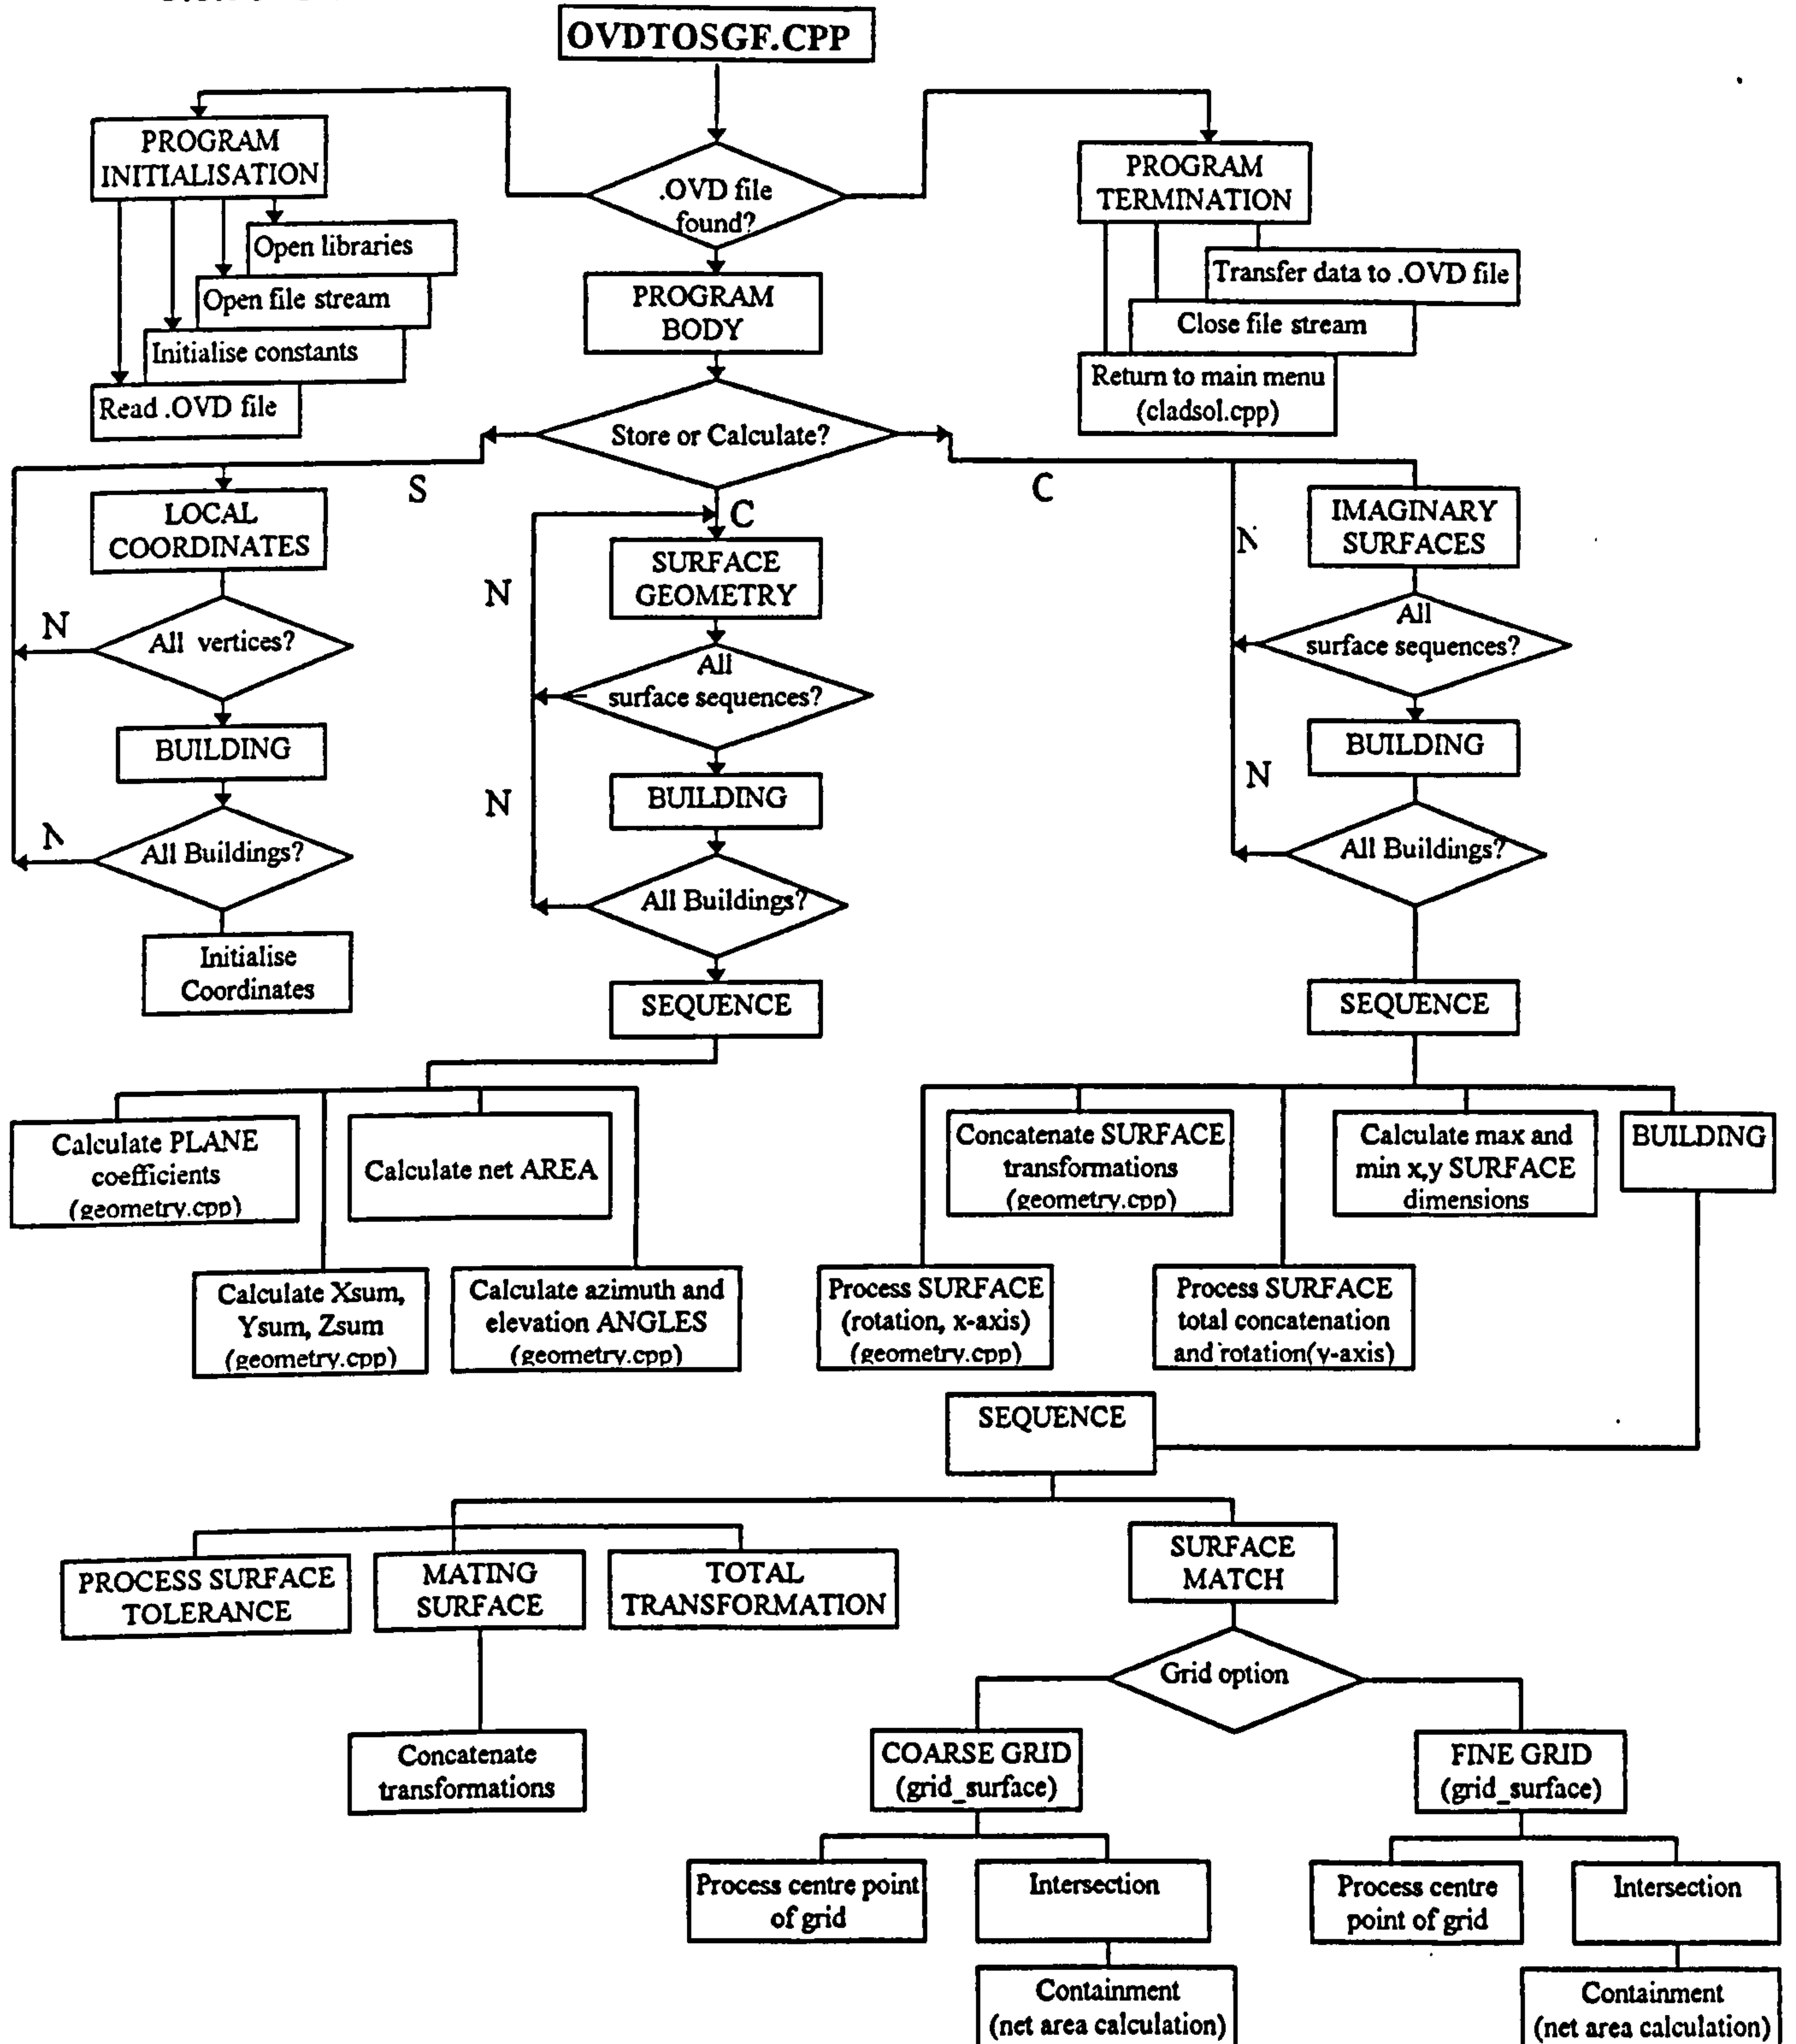 OVDTOSGF.CPP
PROGRAM
INITIALISATION
Open libraries
Open file stream
Initialise constants
Read .OVD file
.OVD file
found?
PROGRAM
BODY
PROGRAM
TERMINATION
Transfer data to .OVD file
Close file stream
Return to main menu
(cladsol.cpp)
Store or Calculate?
S
C
C
LOCAL
COORDINATES
All vertices?
N
BUILDING
N
All Buildings?
Initialise
Coordinates
SURFACE
GEOMETRY
N
All
surface sequences?
BUILDING
N
All Buildings?
SEQUENCE
IMAGINARY
SURFACES
N
All
surface sequences?
BUILDING
N
All Buildings?
SEQUENCE
Calculate PLANE
coefficients
(geometry.cpp)
Calculate net AREA
Calculate Xsum,
Ysum, Zsum
(geometry.cpp)
Calculate azimuth and
elevation ANGLES
(geometry.cpp)
Concatenate SURFACE
transformations
(geometry.cpp)
Calculate max and
min x,y SURFACE
dimensions
BUILDING
Process SURFACE
(rotation, x-axis)
(geometry.cpp)
Process SURFACE
total concatenation
and rotation(y-axis)
SEQUENCE
PROCESS SURFACE
TOLERANCE
MATING
SURFACE
TOTAL
TRANSFORMATION
SURFACE
MATCH
Concatenate
transformations
Grid option
COARSE GRID
(grid_surface)
FINE GRID
(grid_surface)
Process centre point
of grid
Intersection
Process centre
point of grid
Intersection
Containment
(net area calculation)
Containment
(net area calculation)